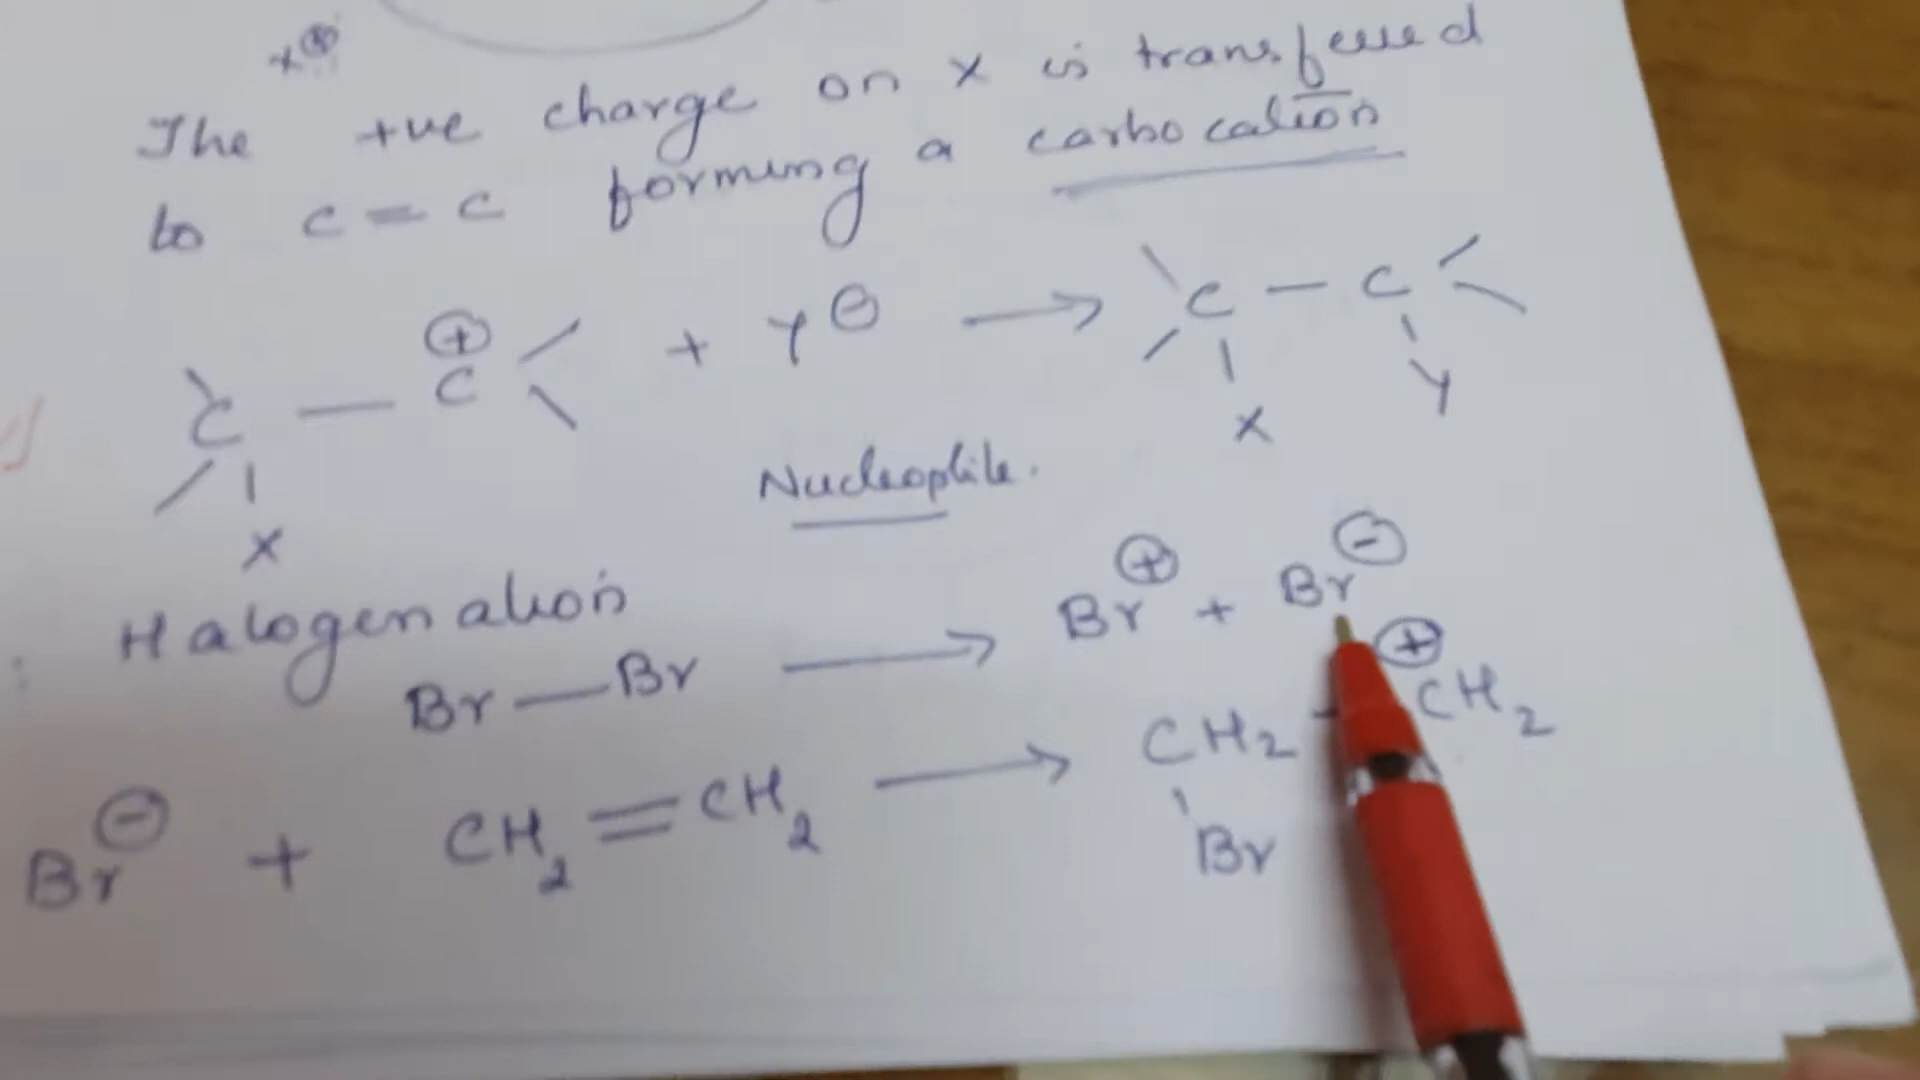 X⊕
The +ve charge on X is transferred
to C=C forming a carbocation
C — C⊕ + Y⊖ → C — C
X
X Y
Nucleophile.
Halogenation
Br — Br → Br⊕ + Br⊖
Br⊖ + CH2=CH2 → CH2 - ⊕CH2
Br